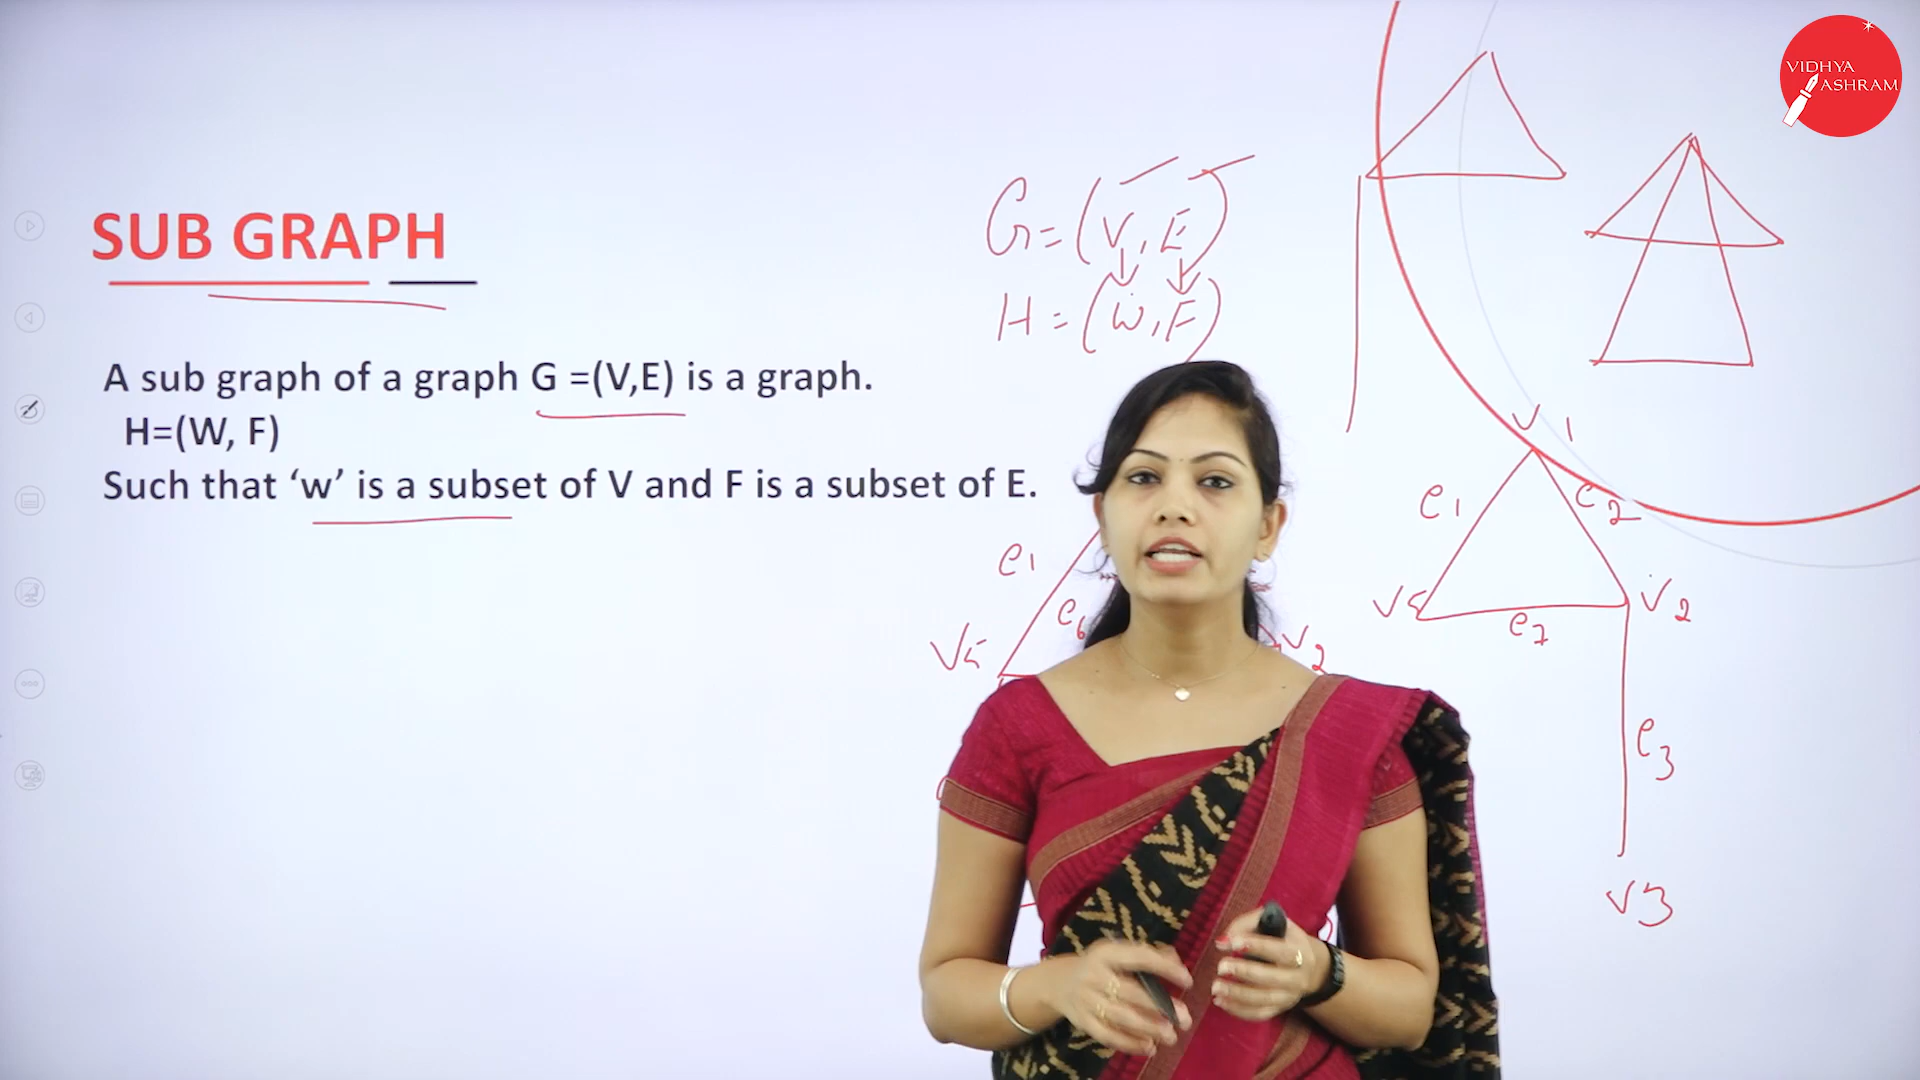 VIDHYA
ASHRAM
SUB GRAPH
G=(V,E)
H=(W,F)
A sub graph of a graph G =(V,E) is a graph.
H=(W, F)
Such that ‘w’ is a subset of V and F is a subset of E.
V1
e1
e2
V5
V2
e7
e3
V3
e1
e6
V5
V2